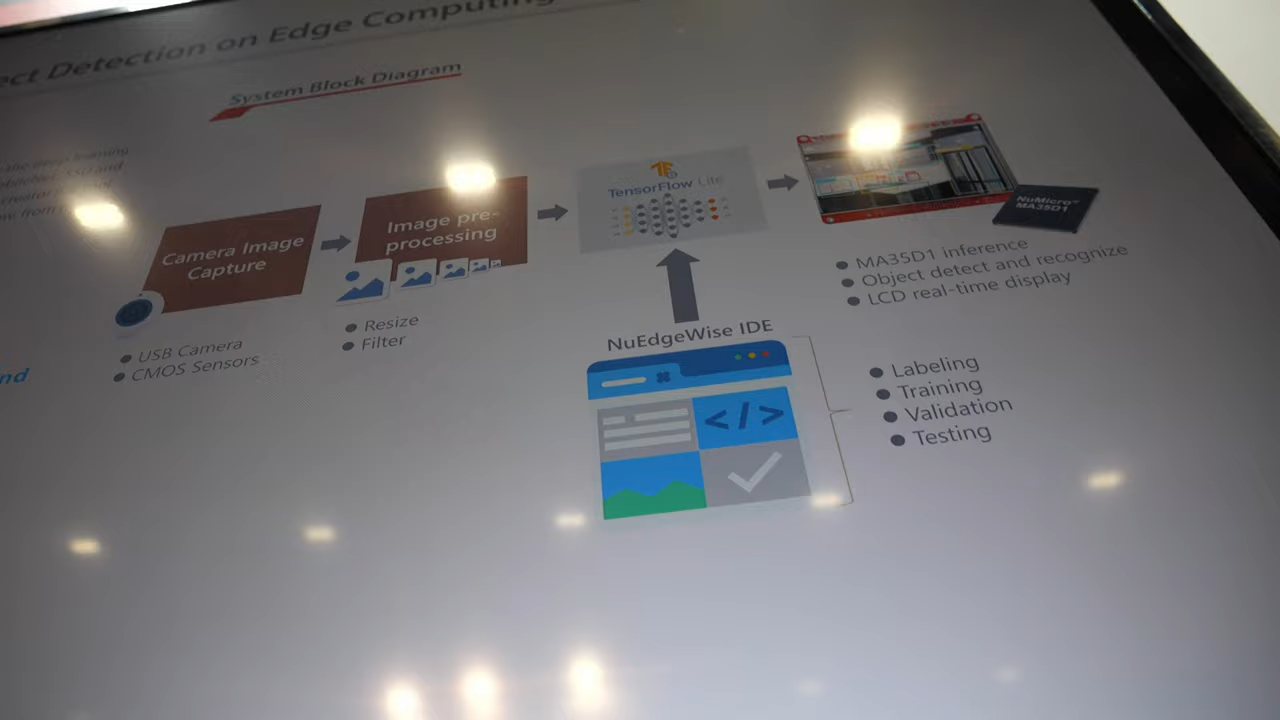 ect Detection on Edge Computing
System Block Diagram
Camera Image
Capture
USB Camera
CMOS Sensors
Image pre-
processing
Resize
Filter
TensorFlow Lite
NuMicro™
MA35D1
MA35D1 inference
Object detect and recognize
LCD real-time display
NuEdgeWise IDE
</>
Labeling
Training
Validation
Testing
nd